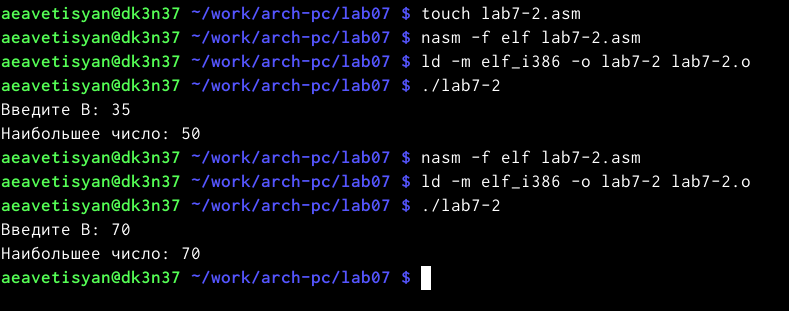 aeavetisyan@dk3n37 ~/work/arch-pc/lab07 $ touch lab7-2.asm
aeavetisyan@dk3n37 ~/work/arch-pc/lab07 $ nasm -f elf lab7-2.asm
aeavetisyan@dk3n37 ~/work/arch-pc/lab07 $ ld -m elf_i386 -o lab7-2 lab7-2.o
aeavetisyan@dk3n37 ~/work/arch-pc/lab07 $ ./lab7-2
Введите В: 35
Наибольшее число: 50
aeavetisyan@dk3n37 ~/work/arch-pc/lab07 $ nasm -f elf lab7-2.asm
aeavetisyan@dk3n37 ~/work/arch-pc/lab07 $ ld -m elf_i386 -o lab7-2 lab7-2.o
aeavetisyan@dk3n37 ~/work/arch-pc/lab07 $ ./lab7-2
Введите В: 70
Наибольшее число: 70
aeavetisyan@dk3n37 ~/work/arch-pc/lab07 $